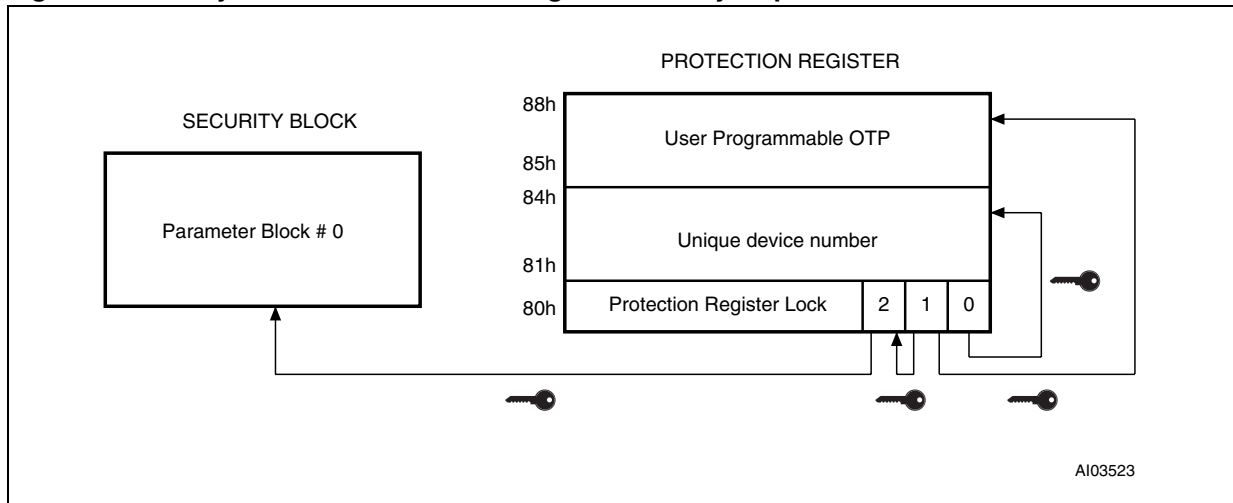 PROTECTION REGISTER
SECURITY BLOCK
88h
User Programmable OTP
85h
84h
Parameter Block # 0
Unique device number
81h
80h
Protection Register Lock
2
1
0
AI03523